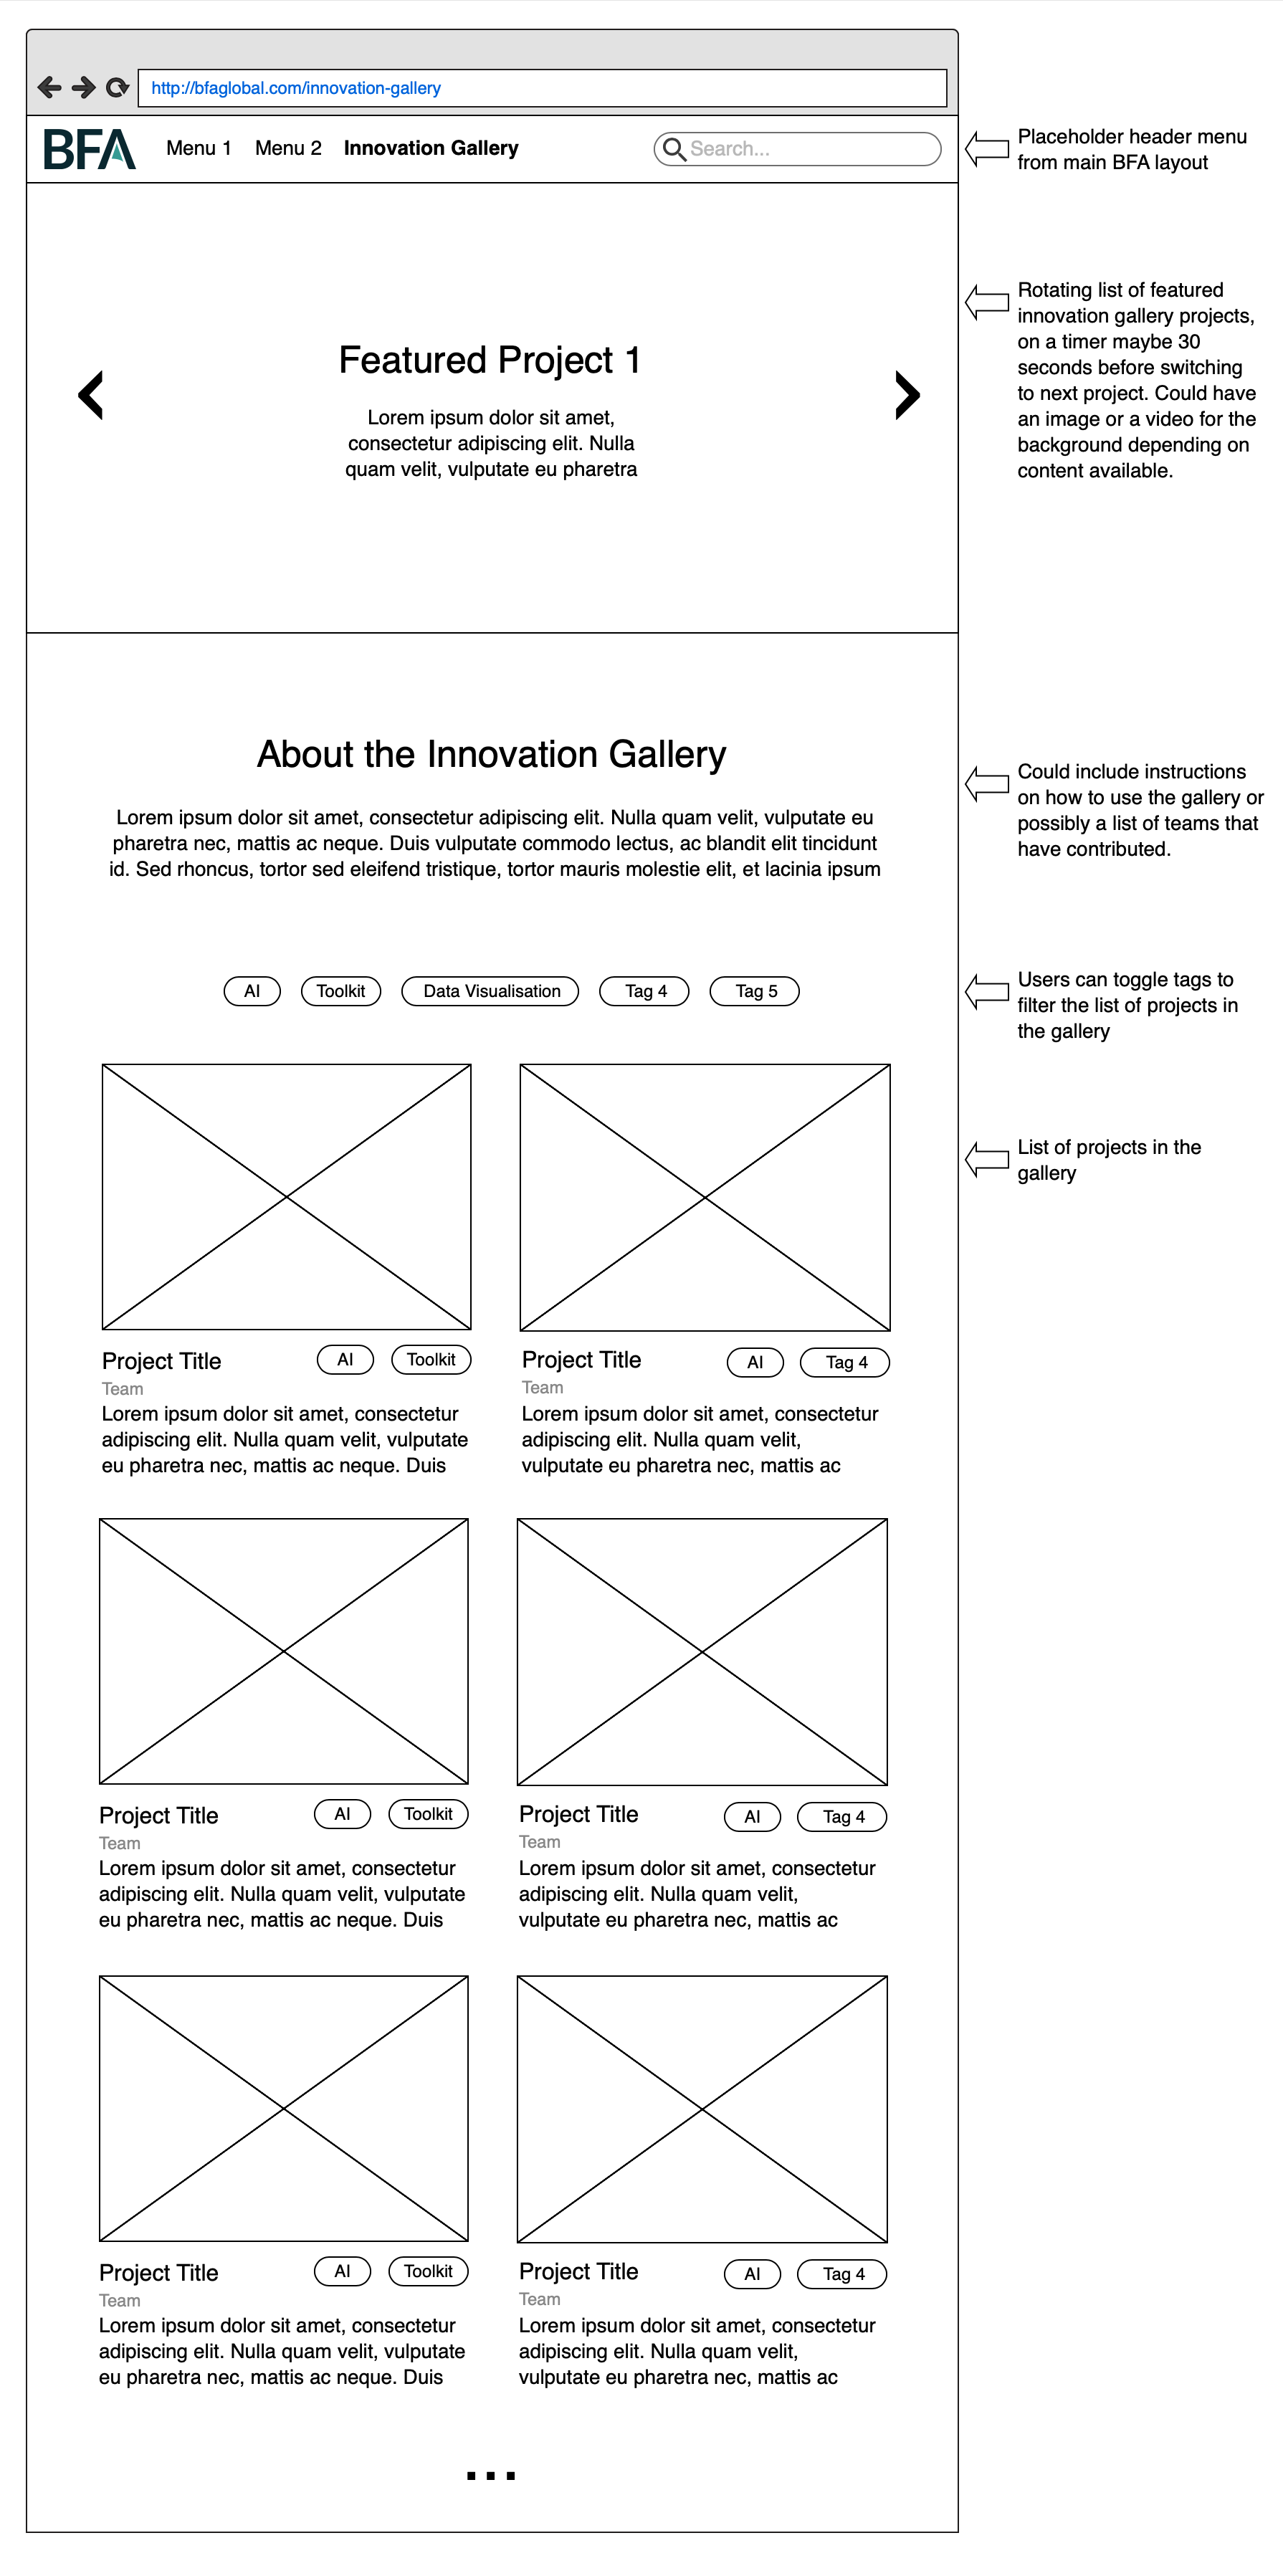 http://bfaglobal.com/innovation-gallery
BFA Menu 1 Menu 2 Innovation Gallery Search...
Placeholder header menu
from main BFA layout
Rotating list of featured
innovation gallery projects,
on a timer maybe 30
seconds before switching
to next project. Could have
an image or a video for the
background depending on
content available.
Featured Project 1
Lorem ipsum dolor sit amet,
consectetur adipiscing elit. Nulla
quam velit, vulputate eu pharetra
About the Innovation Gallery
Lorem ipsum dolor sit amet, consectetur adipiscing elit. Nulla quam velit, vulputate eu
pharetra nec, mattis ac neque. Duis vulputate commodo lectus, ac blandit elit tincidunt
id. Sed rhoncus, tortor sed eleifend tristique, tortor mauris molestie elit, et lacinia ipsum
Could include instructions
on how to use the gallery or
possibly a list of teams that
have contributed.
AI Toolkit Data Visualisation Tag 4 Tag 5
Users can toggle tags to
filter the list of projects in
the gallery
List of projects in the
gallery
Project Title AI Toolkit
Team
Lorem ipsum dolor sit amet, consectetur
adipiscing elit. Nulla quam velit, vulputate
eu pharetra nec, mattis ac neque. Duis
Project Title AI Tag 4
Team
Lorem ipsum dolor sit amet, consectetur
adipiscing elit. Nulla quam velit,
vulputate eu pharetra nec, mattis ac
Project Title AI Toolkit
Team
Lorem ipsum dolor sit amet, consectetur
adipiscing elit. Nulla quam velit, vulputate
eu pharetra nec, mattis ac neque. Duis
Project Title AI Tag 4
Team
Lorem ipsum dolor sit amet, consectetur
adipiscing elit. Nulla quam velit,
vulputate eu pharetra nec, mattis ac
Project Title AI Toolkit
Team
Lorem ipsum dolor sit amet, consectetur
adipiscing elit. Nulla quam velit, vulputate
eu pharetra nec, mattis ac neque. Duis
Project Title AI Tag 4
Team
Lorem ipsum dolor sit amet, consectetur
adipiscing elit. Nulla quam velit,
vulputate eu pharetra nec, mattis ac
...